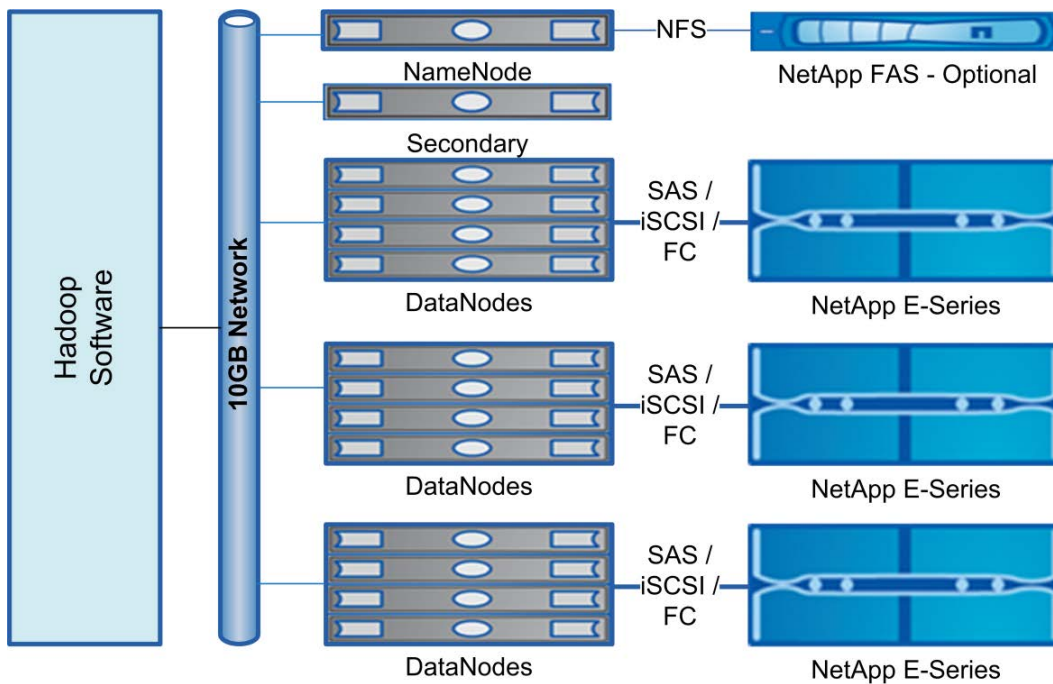 Hadoop
Software
10GB Network
NameNode
NFS
NetApp FAS - Optional
Secondary
DataNodes
SAS /
iSCSI /
FC
NetApp E-Series
DataNodes
SAS /
iSCSI /
FC
NetApp E-Series
DataNodes
SAS /
iSCSI /
FC
NetApp E-Series